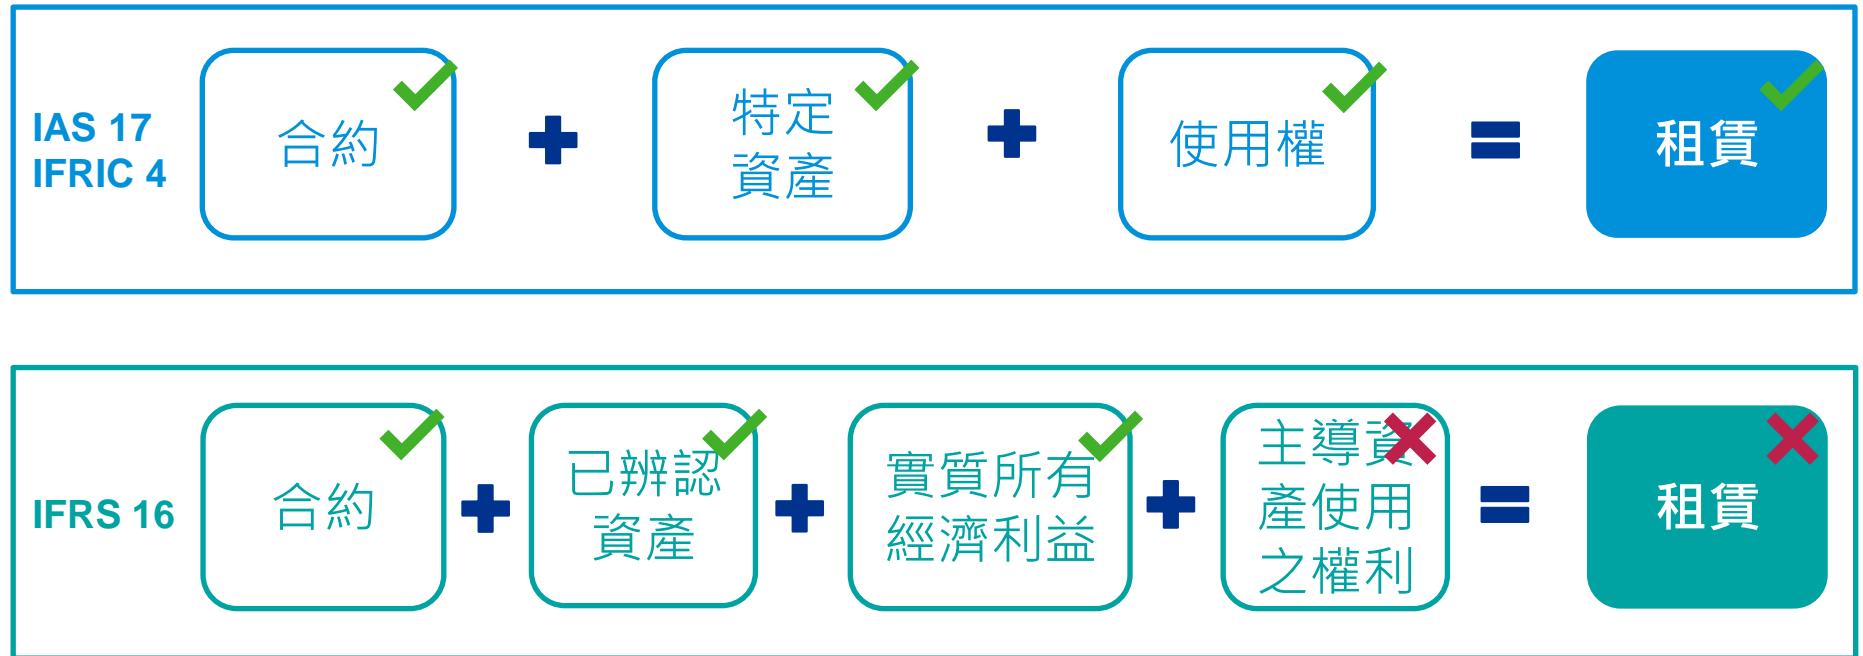 IAS 17
IFRIC 4
合約
特定
資產
使用權
租賃
IFRS 16
合約
已辨認
資產
實質所有
經濟利益
主導資
產使用
之權利
租賃